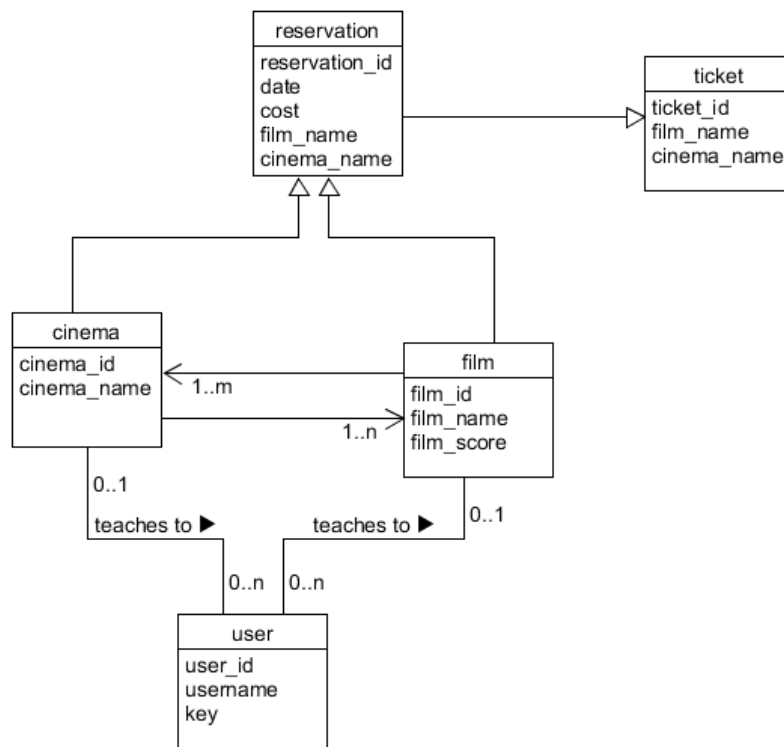 reservation
reservation_id
date
cost
film_name
cinema_name
ticket
ticket_id
film_name
cinema_name
cinema
cinema_id
cinema_name
film
film_id
film_name
film_score
1..m
1..n
0..1
0..1
teaches to ▶
teaches to ▶
0..n
0..n
user
user_id
username
key